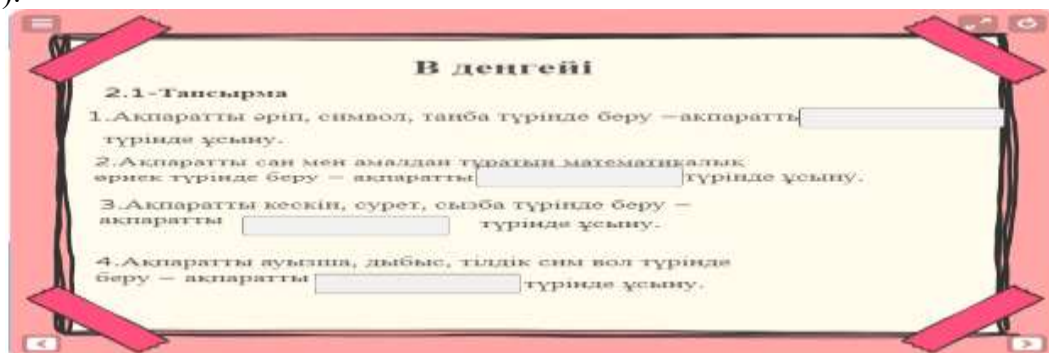 ).
В деңгейі
2.1-Тапсырма
1.Ақпаратты әріп, символ, таңба түрінде беру –ақпаратты
түрінде ұсыну.
2.Ақпаратты сан мен амалдан тұратын математикалық
өрнек түрінде беру – ақпаратты түрінде ұсыну.
3.Ақпаратты кескін, сурет, сызба түрінде беру –
ақпаратты түрінде ұсыну.
4.Ақпаратты ауызша, дыбыс, тілдік сим вол түрінде
беру – ақпаратты түрінде ұсыну.